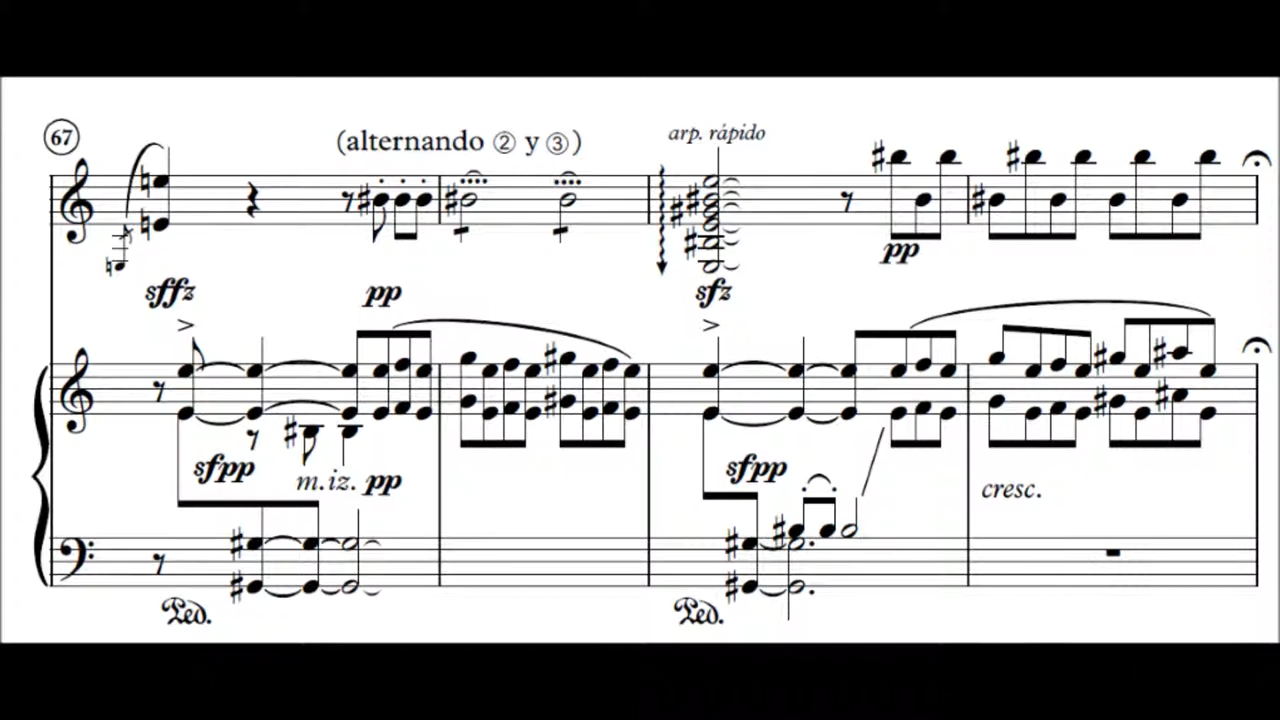 67
(alternando ② y ③)
arp. rápido
pp
sffz
pp
sfz
sfpp
m.iz. pp
sfpp
cresc.
Ped.
Ped.